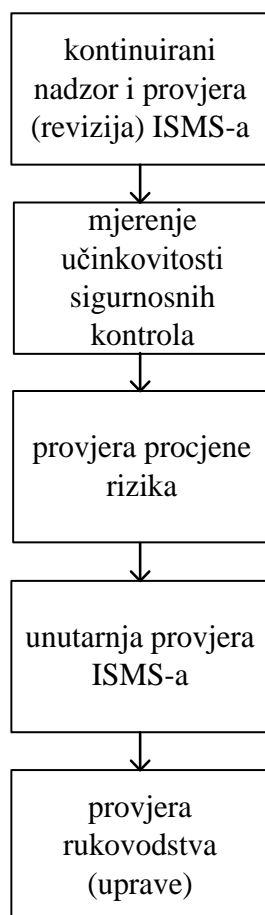 kontinuirani
nadzor i provjera
(revizija) ISMS-a
mjerenje
učinkovitosti
sigurnosnih
kontrola
provjera procjene
rizika
unutarnja provjera
ISMS-a
provjera
rukovodstva
(uprave)